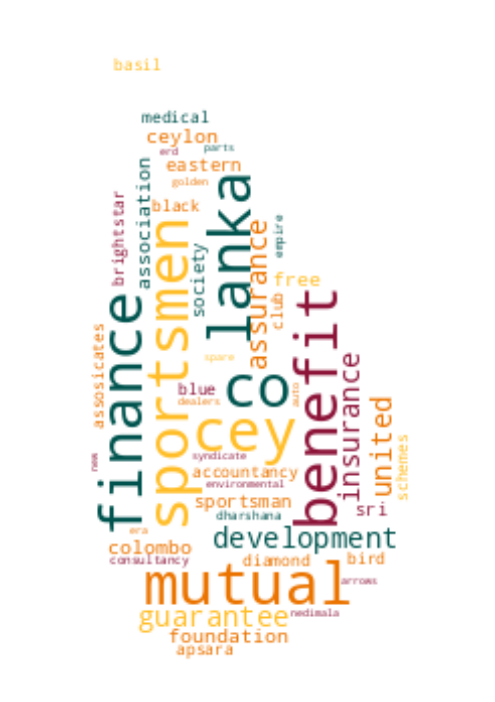 basil
medical
ceylon
erd
parts
eastern
golden
association
brightstar
black
lanka
society
sportsmen
assurance
empire
free
club
finance
benefit
assosicates
spare
co
blue
dealers
auto
cey
insurance
united
schemes
new
syndicate
accountancy
environmental
sportsman
sri
dharshana
era
development
colombo
consultancy
diamond
bird
mutual
arrows
guarantee
nedimala
foundation
apsara